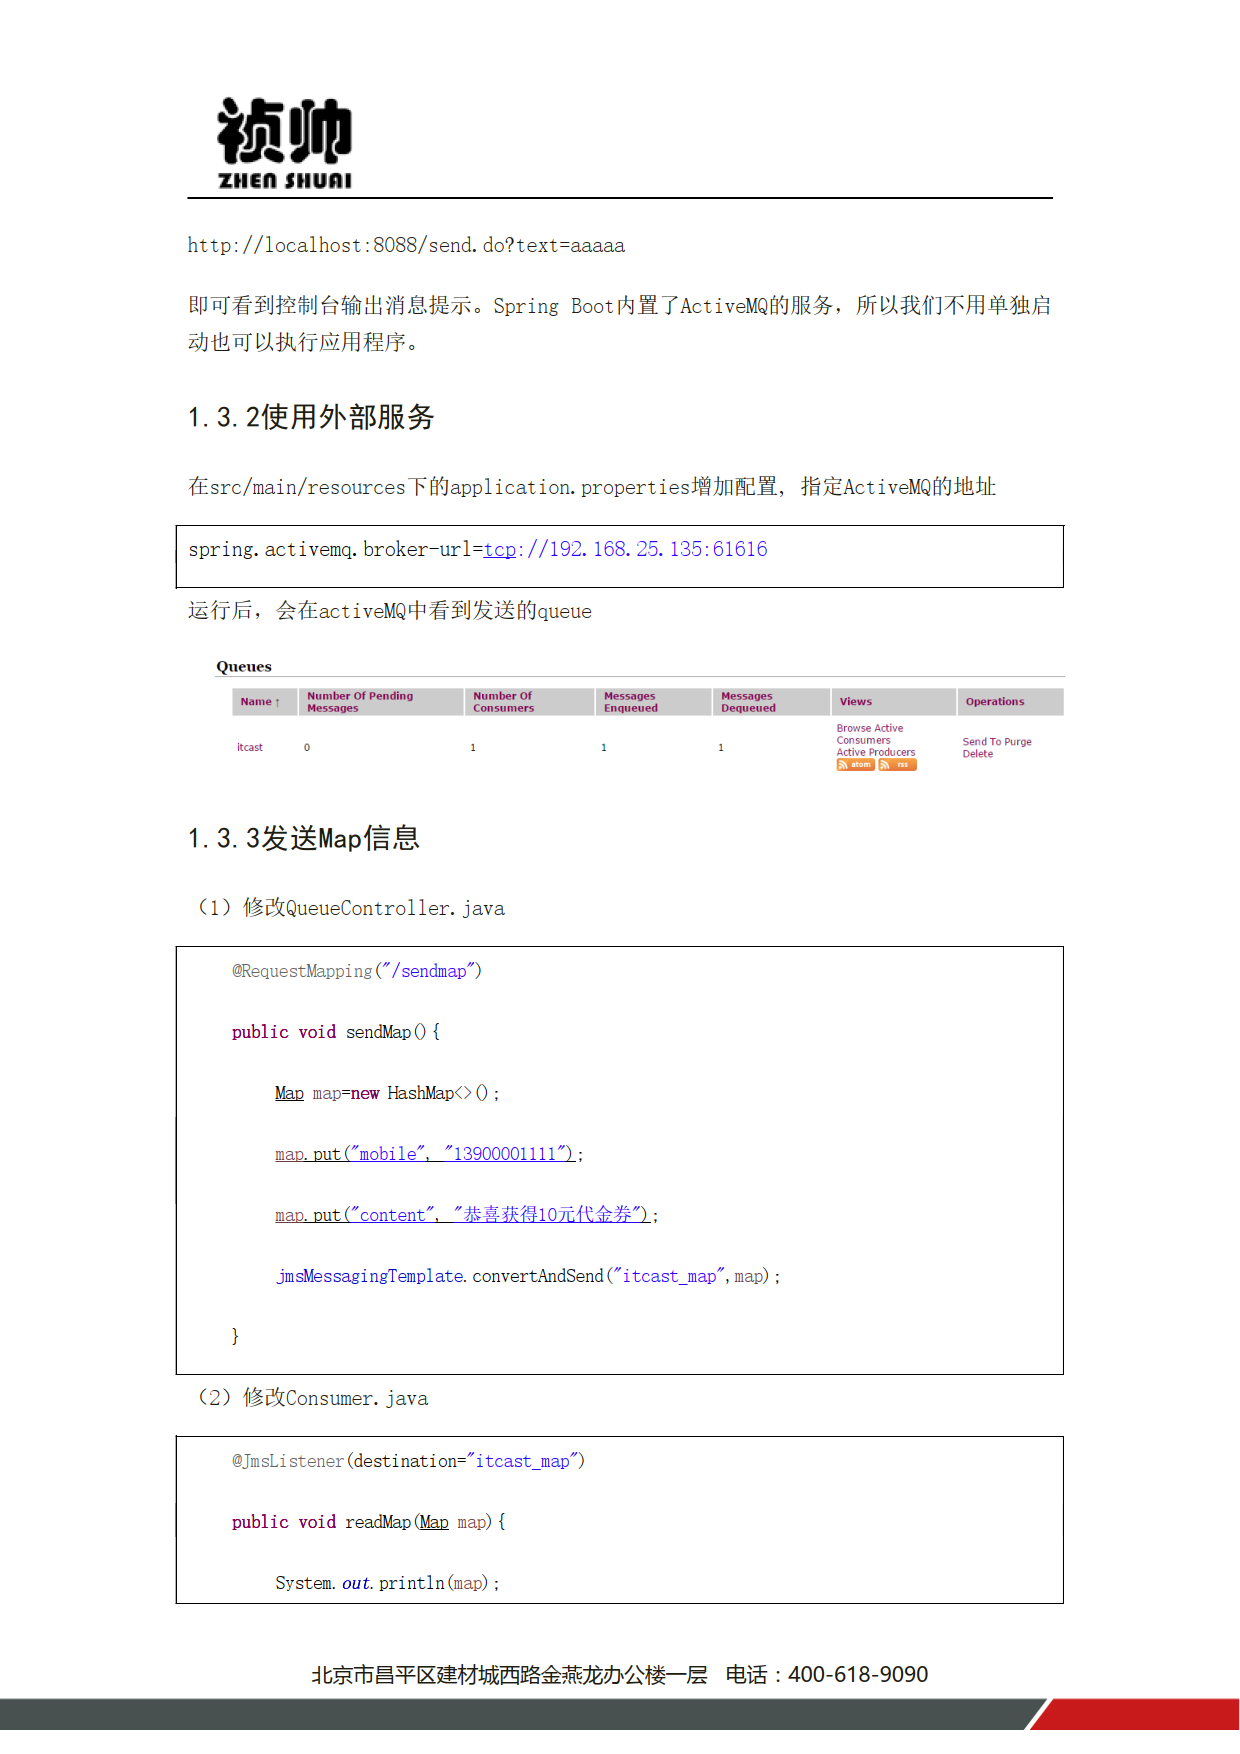 祯帅
ZHEN SHUAI
http://localhost:8088/send.do?text=aaaaa
即可看到控制台输出消息提示。Spring Boot内置了ActiveMQ的服务，所以我们不用单独启
动也可以执行应用程序。
1.3.2使用外部服务
在src/main/resources下的application.properties增加配置, 指定ActiveMQ的地址
spring.activemq.broker-url=tcp://192.168.25.135:61616
运行后，会在activeMQ中看到发送的queue
Queues
Name ↑ Number Of Pending Messages Number Of Consumers Messages Enqueued Messages Dequeued Views Operations
itcast 0 1 1 1 Browse Active Consumers Active Producers atom rss Send To Purge Delete
1.3.3发送Map信息
（1）修改QueueController.java
@RequestMapping("/sendmap")
public void sendMap(){
Map map=new HashMap<>();
map.put("mobile", "13900001111");
map.put("content", "恭喜获得10元代金券");
jmsMessagingTemplate.convertAndSend("itcast_map",map);
}
（2）修改Consumer.java
@JmsListener(destination="itcast_map")
public void readMap(Map map){
System.out.println(map);
北京市昌平区建材城西路金燕龙办公楼一层 电话：400-618-9090